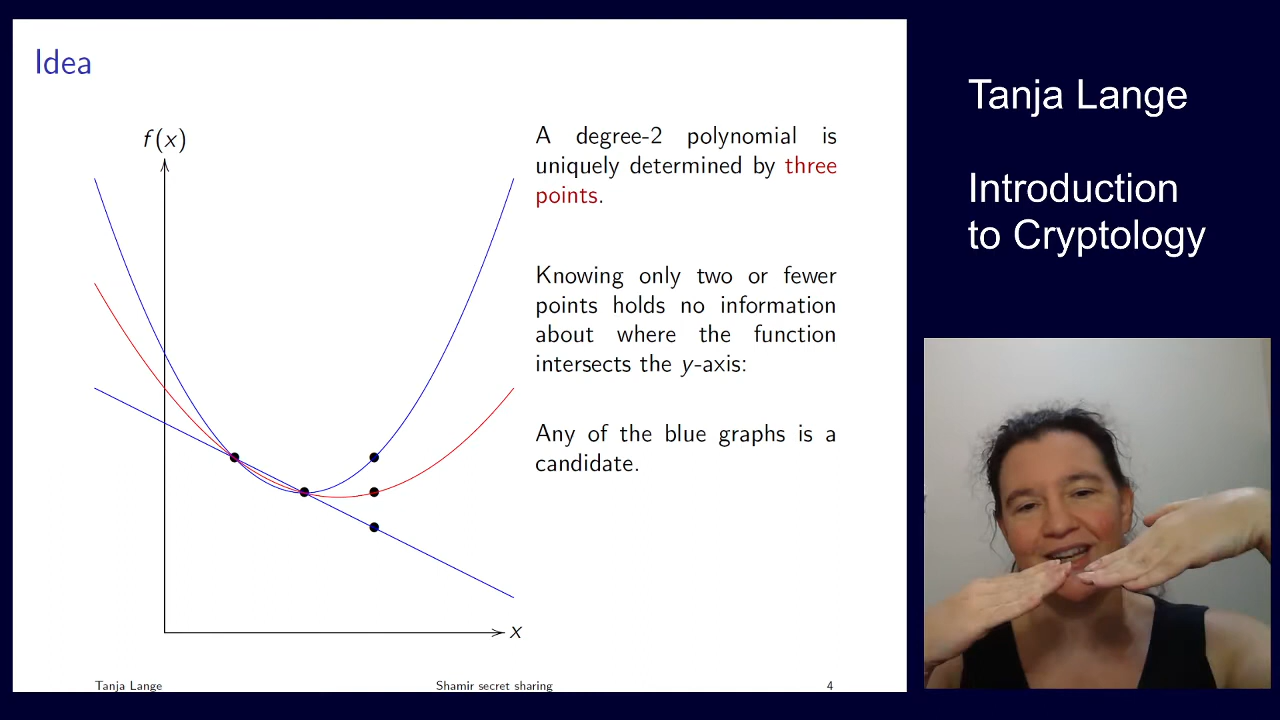 Idea
f(x)
A degree-2 polynomial is
uniquely determined by three
points.
Knowing only two or fewer
points holds no information
about where the function
intersects the y-axis:
Any of the blue graphs is a
candidate.
x
Tanja Lange
Shamir secret sharing
4
Tanja Lange
Introduction
to Cryptology